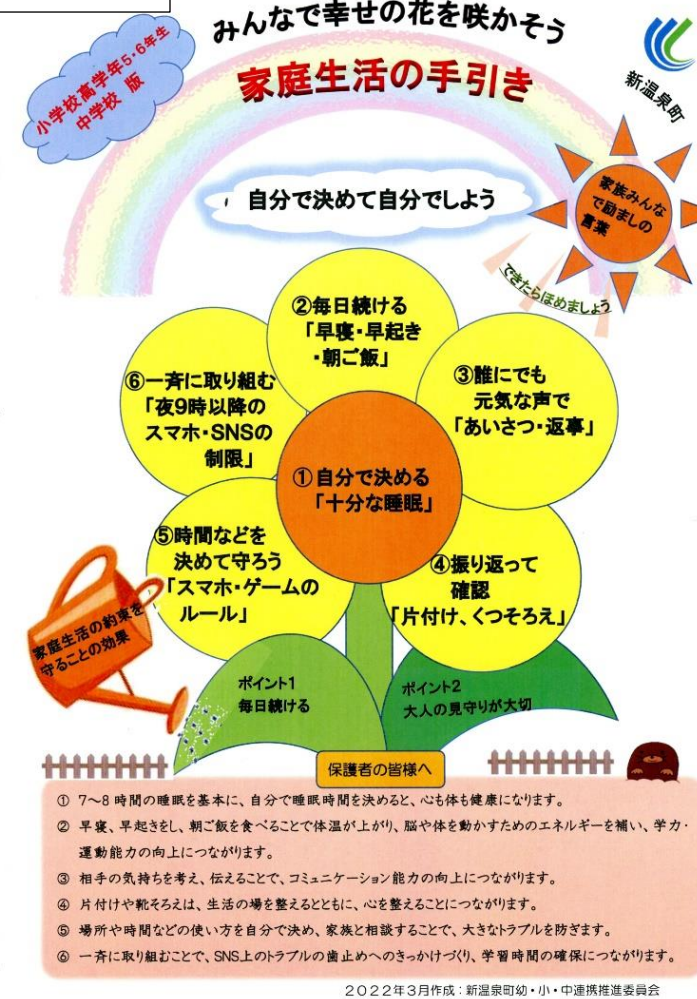 みんなで幸せの花を咲かそう
小学校高学年5・6年生
中学校 版
家庭生活の手引き
新温泉町
自分で決めて自分でしよう
家族みんな
で励ましの
言葉
できたらほめましょう
②毎日続ける
「早寝・早起き
・朝ご飯」
⑥一斉に取り組む
「夜9時以降の
スマホ・SNSの
制限」
③誰にでも
元気な声で
「あいさつ・返事」
①自分で決める
「十分な睡眠」
⑤時間などを
決めて守ろう
「スマホ・ゲームの
ルール」
④振り返って
確認
「片付け、くつそろえ」
家庭生活の約束を
守ることの効果
ポイント1
毎日続ける
ポイント2
大人の見守りが大切
保護者の皆様へ
① 7～8時間の睡眠を基本に、自分で睡眠時間を決めると、心も体も健康になります。
② 早寝、早起きをし、朝ご飯を食べることで体温が上がり、脳や体を動かすためのエネルギーを補い、学力・
運動能力の向上につながります。
③ 相手の気持ちを考え、伝えることで、コミュニケーション能力の向上につながります。
④ 片付けや靴そろえは、生活の場を整えるとともに、心を整えることにつながります。
⑤ 場所や時間などの使い方を自分で決め、家族と相談することで、大きなトラブルを防ぎます。
⑥ 一斉に取り組むことで、SNS上のトラブルの歯止めへのきっかけづくり、学習時間の確保につながります。
2022年3月作成：新温泉町幼・小・中連携推進委員会